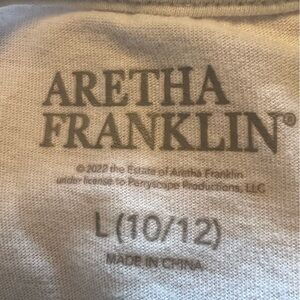 ARETHA
FRANKLIN®
© 2022 the Estate of Aretha Franklin
under license to Perryscope Productions, LLC
L (10/12)
MADE IN CHINA